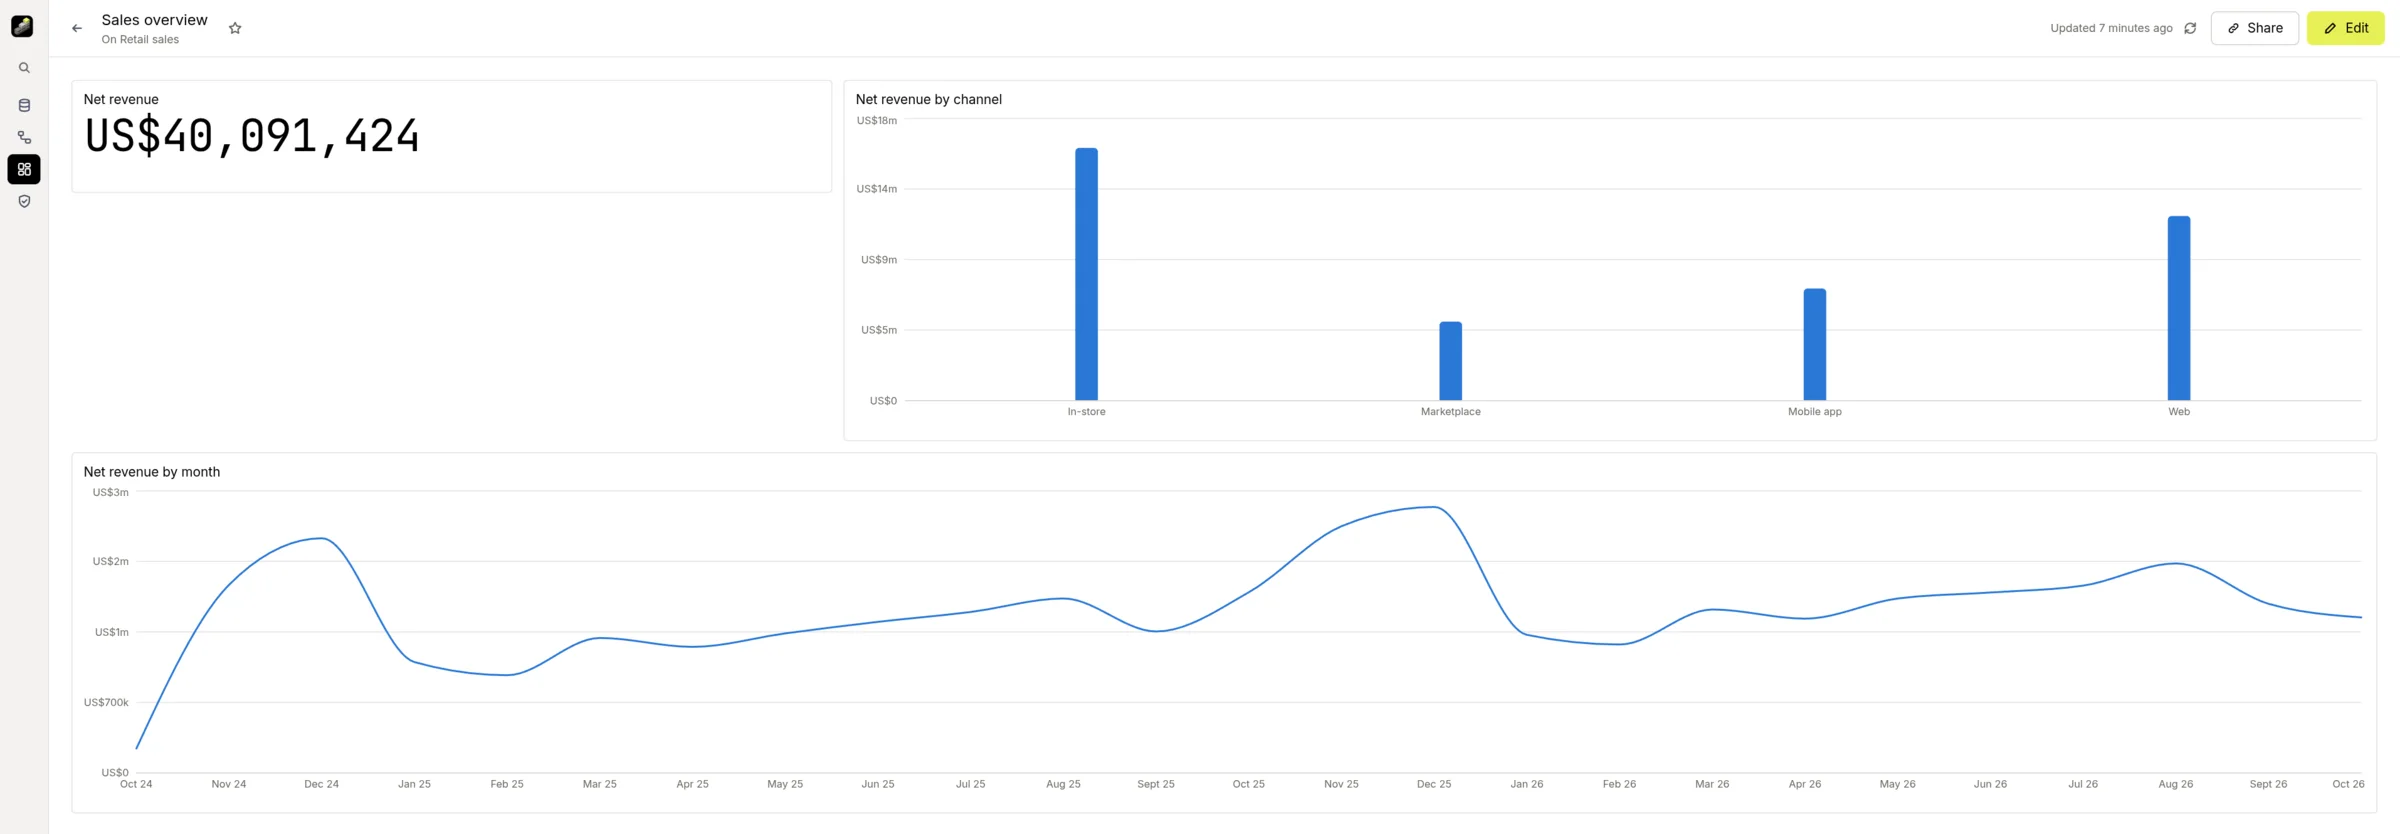 Sales overview
On Retail sales
Updated 7 minutes ago
Share
Edit
Net revenue
US$40,091,424
Net revenue by channel
US$18m
US$14m
US$9m
US$5m
US$0
In-store Marketplace Mobile app Web
Net revenue by month
US$3m
US$2m
US$1m
US$700k
US$0
Oct 24 Nov 24 Dec 24 Jan 25 Feb 25 Mar 25 Apr 25 May 25 Jun 25 Jul 25 Aug 25 Sept 25 Oct 25 Nov 25 Dec 25 Jan 26 Feb 26 Mar 26 Apr 26 May 26 Jun 26 Jul 26 Aug 26 Sept 26 Oct 26